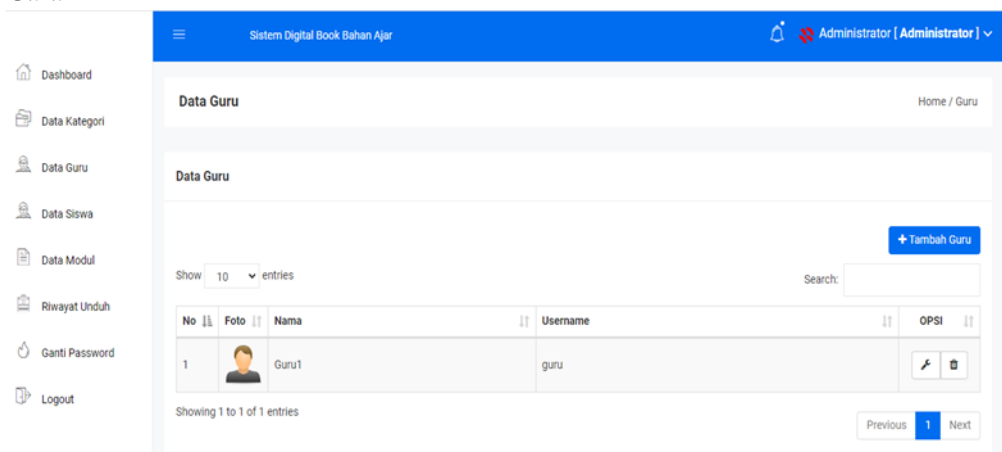 Sistem Digital Book Bahan Ajar
Administrator [ Administrator ]
Dashboard
Data Kategori
Data Guru
Data Siswa
Data Modul
Riwayat Unduh
Ganti Password
Logout
Data Guru
Home / Guru
Data Guru
+ Tambah Guru
Show 10 entries
Search:
No Foto Nama Username OPSI
1 Guru1 guru
Showing 1 to 1 of 1 entries
Previous 1 Next